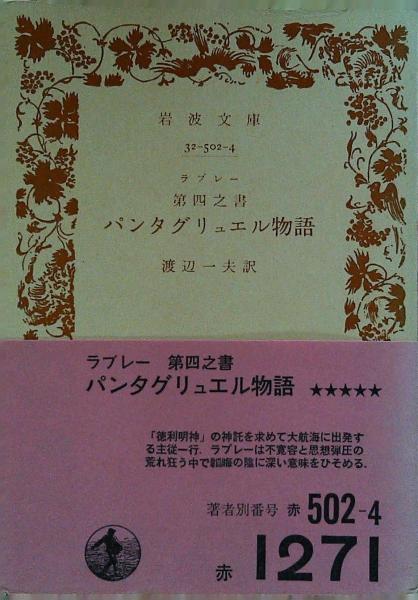 岩波文庫
32-502-4
ラブレー
第四之書
パンタグリュエル物語
渡辺一夫訳
ラブレー 第四之書
パンタグリュエル物語 ★★★★★
「徳利明神」の神託を求めて大航海に出発す
る主従一行. ラブレーは不寛容と思想弾圧の
荒れ狂う中で韜晦の陰に深い意味をひそめる.
著者別番号 赤 502-4
赤 1271